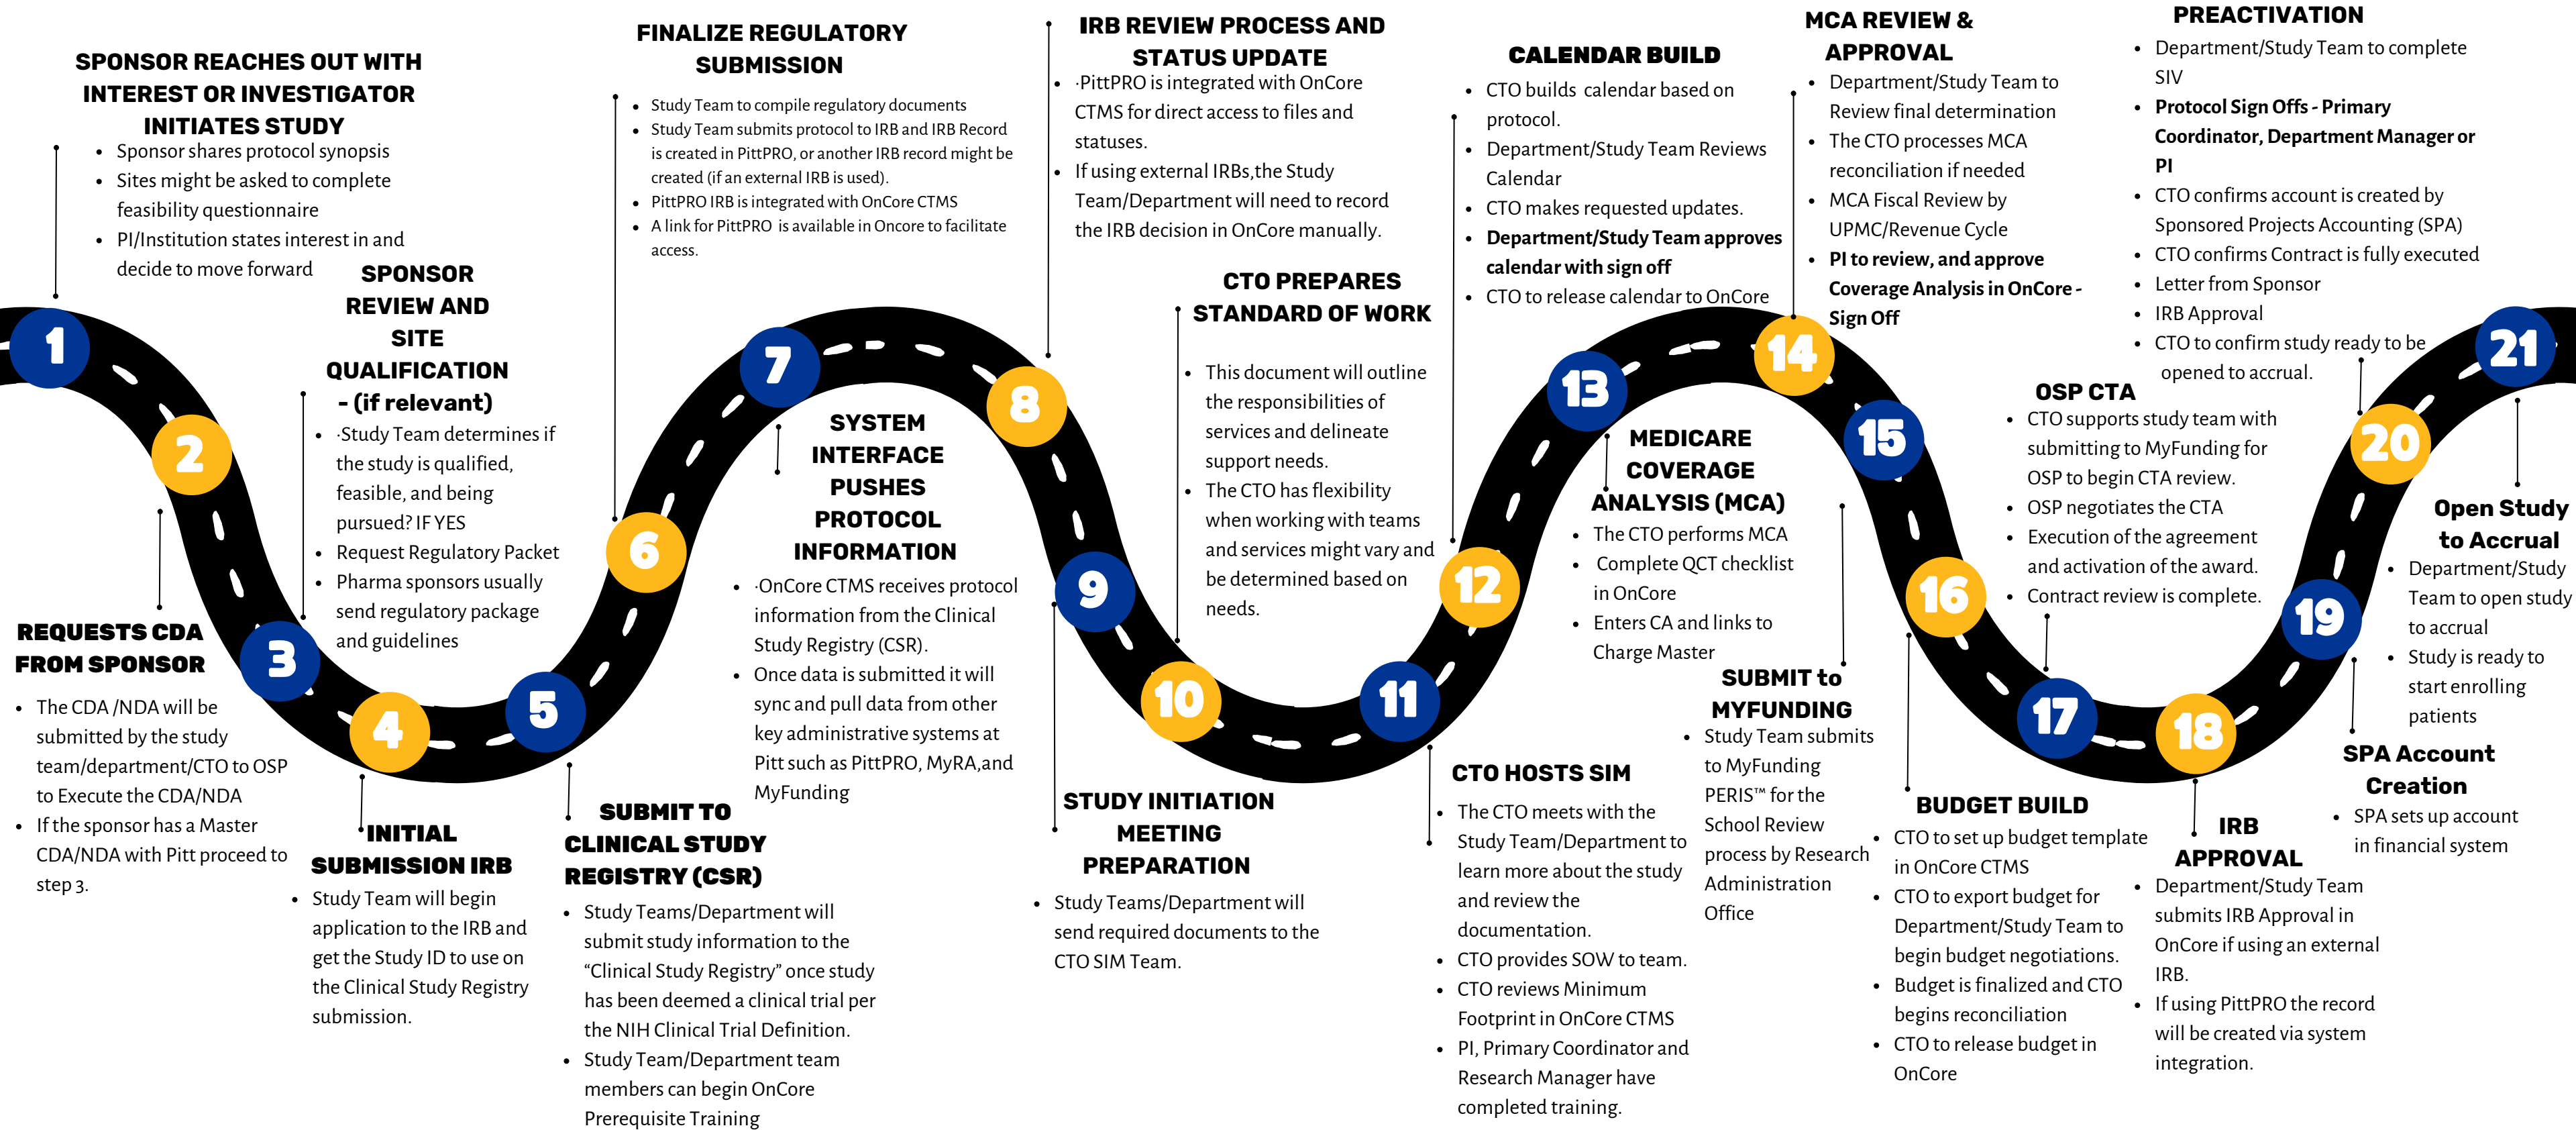 1
SPONSOR REACHES OUT WITH
INTEREST OR INVESTIGATOR
INITIATES STUDY
• Sponsor shares protocol synopsis
• Sites might be asked to complete
feasibility questionnaire
• PI/Institution states interest in and
decide to move forward
2
REQUESTS CDA
FROM SPONSOR
• The CDA /NDA will be
submitted by the study
team/department/CTO to OSP
to Execute the CDA/NDA
• If the sponsor has a Master
CDA/NDA with Pitt proceed to
step 3.
3
SPONSOR
REVIEW AND
SITE
QUALIFICATION
- (if relevant)
• ·Study Team determines if
the study is qualified,
feasible, and being
pursued? IF YES
• Request Regulatory Packet
• Pharma sponsors usually
send regulatory package
and guidelines
4
INITIAL
SUBMISSION IRB
• Study Team will begin
application to the IRB and
get the Study ID to use on
the Clinical Study Registry
submission.
5
SUBMIT TO
CLINICAL STUDY
REGISTRY (CSR)
• Study Teams/Department will
submit study information to the
“Clinical Study Registry” once study
has been deemed a clinical trial per
the NIH Clinical Trial Definition.
• Study Team/Department team
members can begin OnCore
Prerequisite Training
6
FINALIZE REGULATORY
SUBMISSION
• Study Team to compile regulatory documents
• Study Team submits protocol to IRB and IRB Record
is created in PittPRO, or another IRB record might be
created (if an external IRB is used).
• PittPRO IRB is integrated with OnCore CTMS
• A link for PittPRO is available in Oncore to facilitate
access.
7
SYSTEM
INTERFACE
PUSHES
PROTOCOL
INFORMATION
• ·OnCore CTMS receives protocol
information from the Clinical
Study Registry (CSR).
• Once data is submitted it will
sync and pull data from other
key administrative systems at
Pitt such as PittPRO, MyRA,and
MyFunding
8
IRB REVIEW PROCESS AND
STATUS UPDATE
• ·PittPRO is integrated with OnCore
CTMS for direct access to files and
statuses.
• If using external IRBs,the Study
Team/Department will need to record
the IRB decision in OnCore manually.
9
STUDY INITIATION
MEETING
PREPARATION
• Study Teams/Department will
send required documents to the
CTO SIM Team.
10
CTO PREPARES
STANDARD OF WORK
• This document will outline
the responsibilities of
services and delineate
support needs.
• The CTO has flexibility
when working with teams
and services might vary and
be determined based on
needs.
11
CTO HOSTS SIM
• The CTO meets with the
Study Team/Department to
learn more about the study
and review the
documentation.
• CTO provides SOW to team.
• CTO reviews Minimum
Footprint in OnCore CTMS
• PI, Primary Coordinator and
Research Manager have
completed training.
12
CALENDAR BUILD
• CTO builds calendar based on
protocol.
• Department/Study Team Reviews
Calendar
• CTO makes requested updates.
• Department/Study Team approves
calendar with sign off
• CTO to release calendar to OnCore
13
MEDICARE
COVERAGE
ANALYSIS (MCA)
• The CTO performs MCA
• Complete QCT checklist
in OnCore
• Enters CA and links to
Charge Master
14
MCA REVIEW &
APPROVAL
• Department/Study Team to
Review final determination
• The CTO processes MCA
reconciliation if needed
• MCA Fiscal Review by
UPMC/Revenue Cycle
• PI to review, and approve
Coverage Analysis in OnCore -
Sign Off
15
SUBMIT to
MYFUNDING
• Study Team submits
to MyFunding
PERIS™ for the
School Review
process by Research
Administration
Office
16
BUDGET BUILD
• CTO to set up budget template
in OnCore CTMS
• CTO to export budget for
Department/Study Team to
begin budget negotiations.
• Budget is finalized and CTO
begins reconciliation
• CTO to release budget in
OnCore
17
OSP CTA
• CTO supports study team with
submitting to MyFunding for
OSP to begin CTA review.
• OSP negotiates the CTA
• Execution of the agreement
and activation of the award.
• Contract review is complete.
18
IRB
APPROVAL
• Department/Study Team
submits IRB Approval in
OnCore if using an external
IRB.
• If using PittPRO the record
will be created via system
integration.
19
SPA Account
Creation
• SPA sets up account
in financial system
20
PREACTIVATION
• Department/Study Team to complete
SIV
• Protocol Sign Offs - Primary
Coordinator, Department Manager or
PI
• CTO confirms account is created by
Sponsored Projects Accounting (SPA)
• CTO confirms Contract is fully executed
• Letter from Sponsor
• IRB Approval
• CTO to confirm study ready to be
opened to accrual.
21
Open Study
to Accrual
• Department/Study
Team to open study
to accrual
• Study is ready to
start enrolling
patients